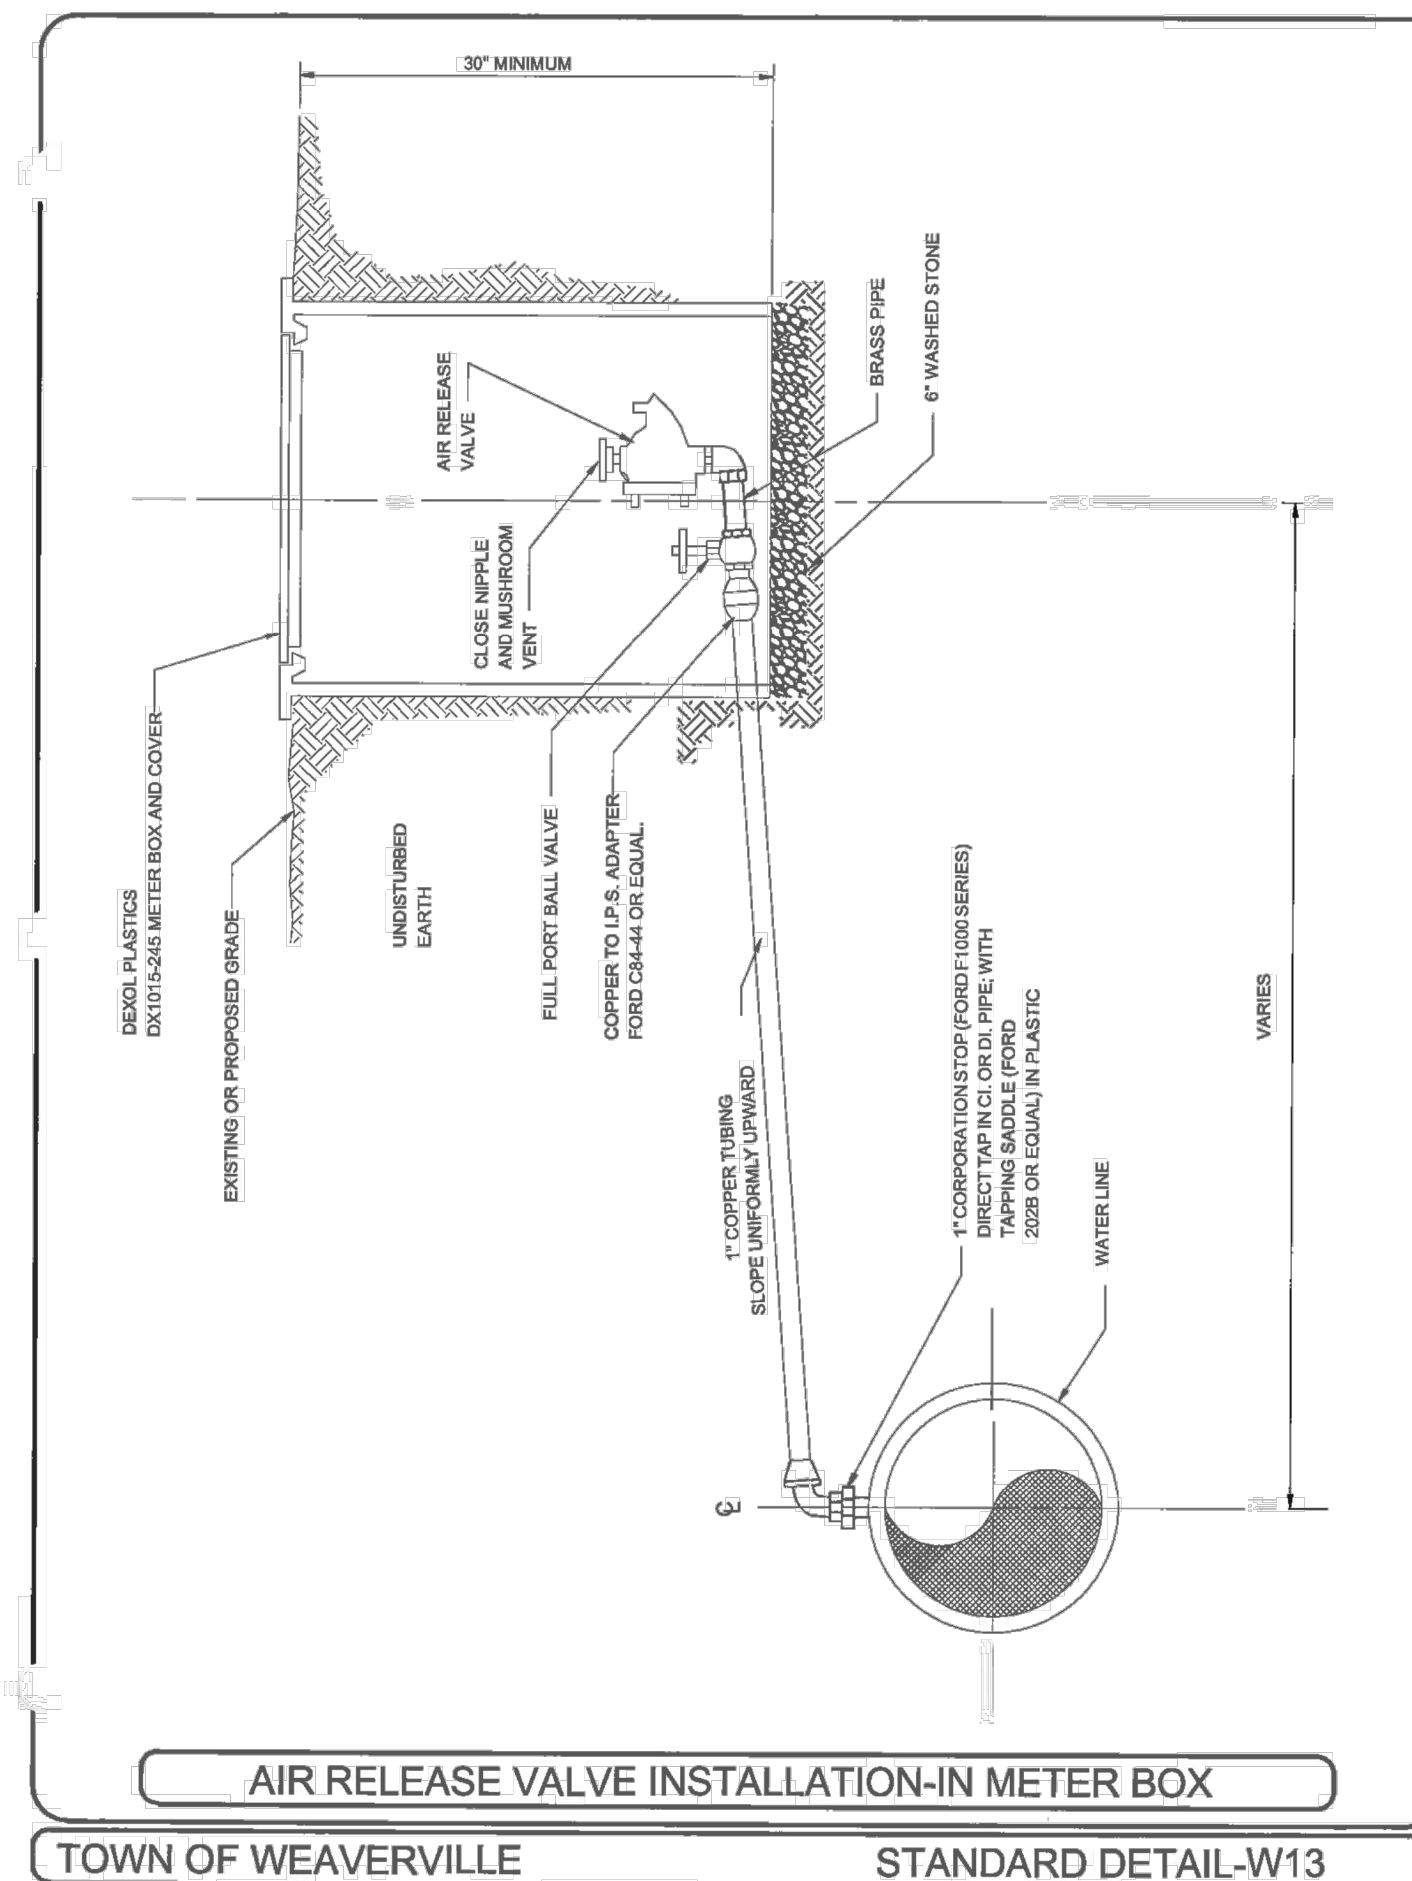 30" MINIMUM
AIR RELEASE
VALVE
BRASS PIPE
6" WASHED STONE
CLOSE NIPPLE
AND MUSHROOM
VENT
DEXOL PLASTICS
DX1015-245 METER BOX AND COVER
EXISTING OR PROPOSED GRADE
UNDISTURBED
EARTH
FULL PORT BALL VALVE
COPPER TO I.P.S. ADAPTER
FORD C84-44 OR EQUAL.
1" COPPER TUBING
SLOPE UNIFORMLY UPWARD
1" CORPORATION STOP (FORD F1000 SERIES)
DIRECT TAP IN CI. OR DI. PIPE; WITH
TAPPING SADDLE (FORD
202B OR EQUAL) IN PLASTIC
WATER LINE
VARIES
CL
AIR RELEASE VALVE INSTALLATION-IN METER BOX
TOWN OF WEAVERVILLE
STANDARD DETAIL-W13